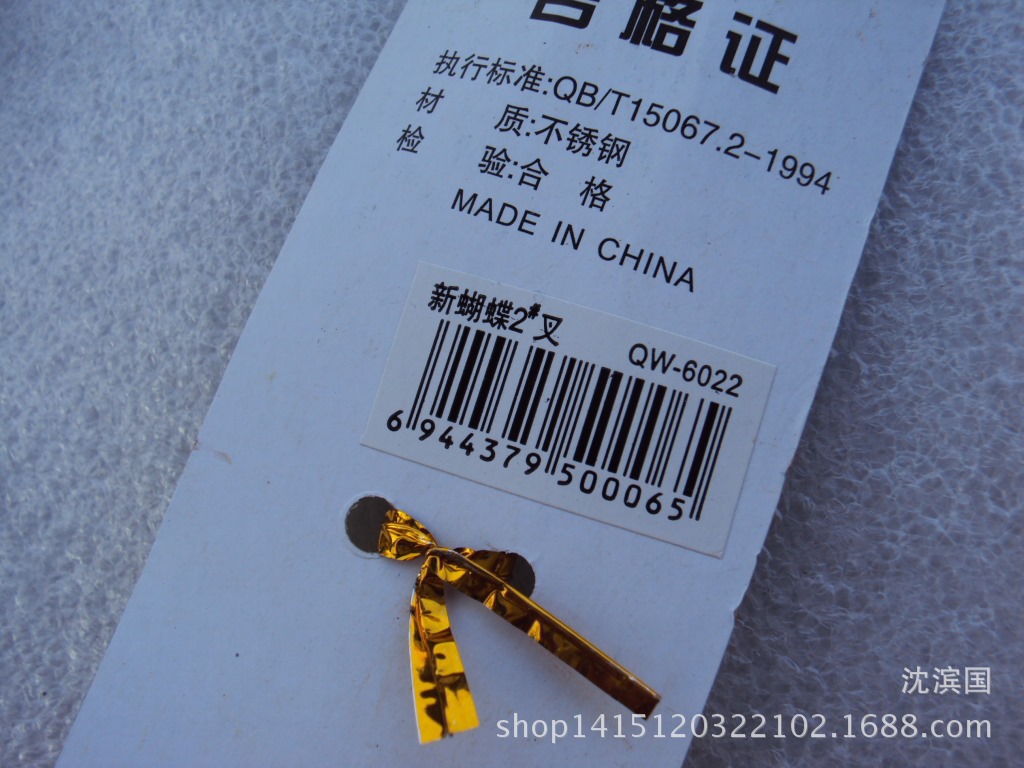 合格证
执行标准:QB/T15067.2-1994
材 质:不锈钢
检 验:合 格
MADE IN CHINA
新蝴蝶2#叉 QW-6022
6 944379 500065
沈滨国
shop1415120322102.1688.com